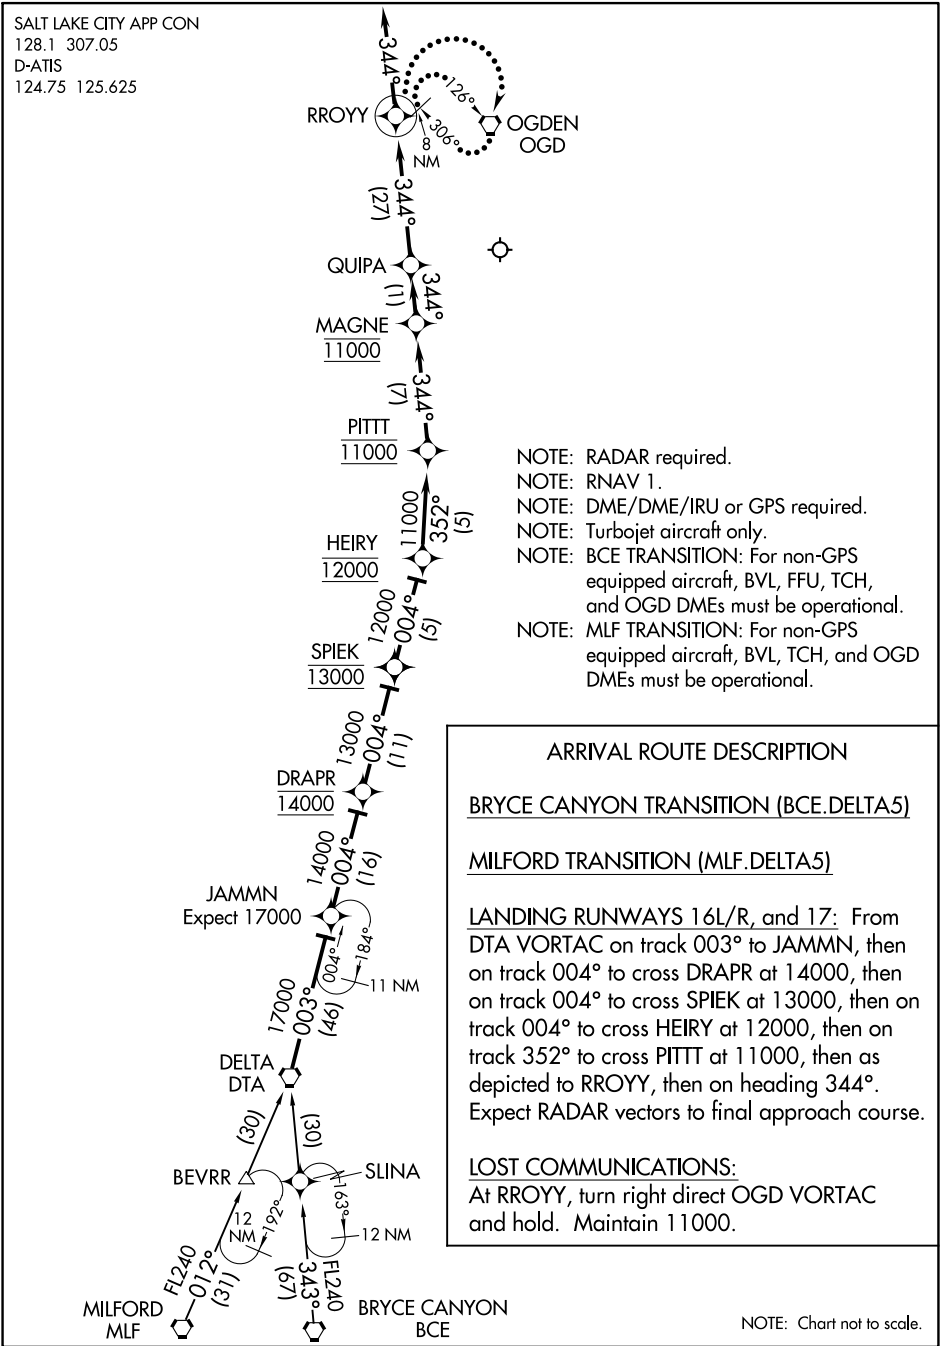 SALT LAKE CITY APP CON
128.1 307.05
D-ATIS
124.75 125.625
344°
RROYY
126°
306°
8
NM
OGDEN
OGD
344°
(27)
QUIPA
344°
(1)
MAGNE
11000
344°
(7)
PITTT
11000
11000
352°
(5)
HEIRY
12000
12000
004°
(5)
SPIEK
13000
13000
004°
(11)
DRAPR
14000
14000
004°
(16)
JAMMN
Expect 17000
004°
184°
11 NM
17000
003°
(46)
DELTA
DTA
(30)
(30)
BEVRR
SLINA
12
NM
192°
163°
12 NM
FL240
012°
(31)
FL240
343°
(67)
MILFORD
MLF
BRYCE CANYON
BCE
NOTE: RADAR required.
NOTE: RNAV 1.
NOTE: DME/DME/IRU or GPS required.
NOTE: Turbojet aircraft only.
NOTE: BCE TRANSITION: For non-GPS
equipped aircraft, BVL, FFU, TCH,
and OGD DMEs must be operational.
NOTE: MLF TRANSITION: For non-GPS
equipped aircraft, BVL, TCH, and OGD
DMEs must be operational.
ARRIVAL ROUTE DESCRIPTION
BRYCE CANYON TRANSITION (BCE.DELTA5)
MILFORD TRANSITION (MLF.DELTA5)
LANDING RUNWAYS 16L/R, and 17: From
DTA VORTAC on track 003° to JAMMN, then
on track 004° to cross DRAPR at 14000, then
on track 004° to cross SPIEK at 13000, then on
track 004° to cross HEIRY at 12000, then on
track 352° to cross PITTT at 11000, then as
depicted to RROYY, then on heading 344°.
Expect RADAR vectors to final approach course.
LOST COMMUNICATIONS:
At RROYY, turn right direct OGD VORTAC
and hold. Maintain 11000.
NOTE: Chart not to scale.